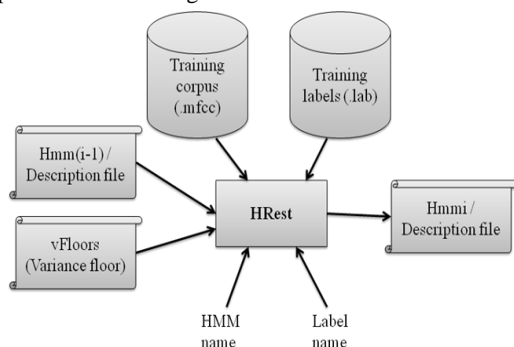 Training
corpus
(.mfcc)
Training
labels (.lab)
Hmm(i-1) /
Description file
HRest
Hmmi /
Description file
vFloors
(Variance floor)
HMM
name
Label
name